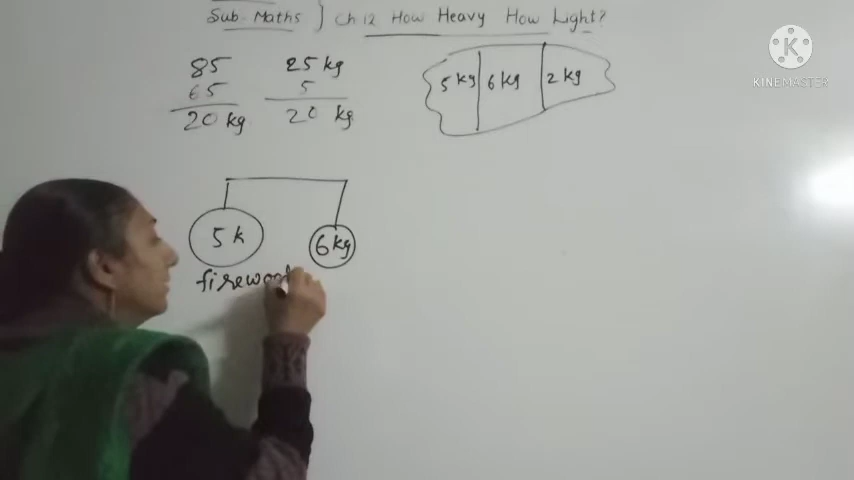 Sub-Maths ) Ch 12 How Heavy How Light?
85
65
20 kg
25 kg
5
20 kg
5 kg 6 kg 2 kg
K
KINEMASTER
5 k
6 kg
firewood